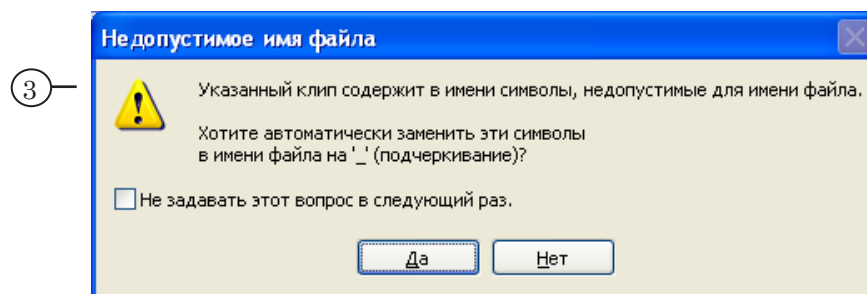 Недопустимое имя файла
3
Указанный клип содержит в имени символы, недопустимые для имени файла.
Хотите автоматически заменить эти символы
в имени файла на '_' (подчеркивание)?
Не задавать этот вопрос в следующий раз.
Да
Нет